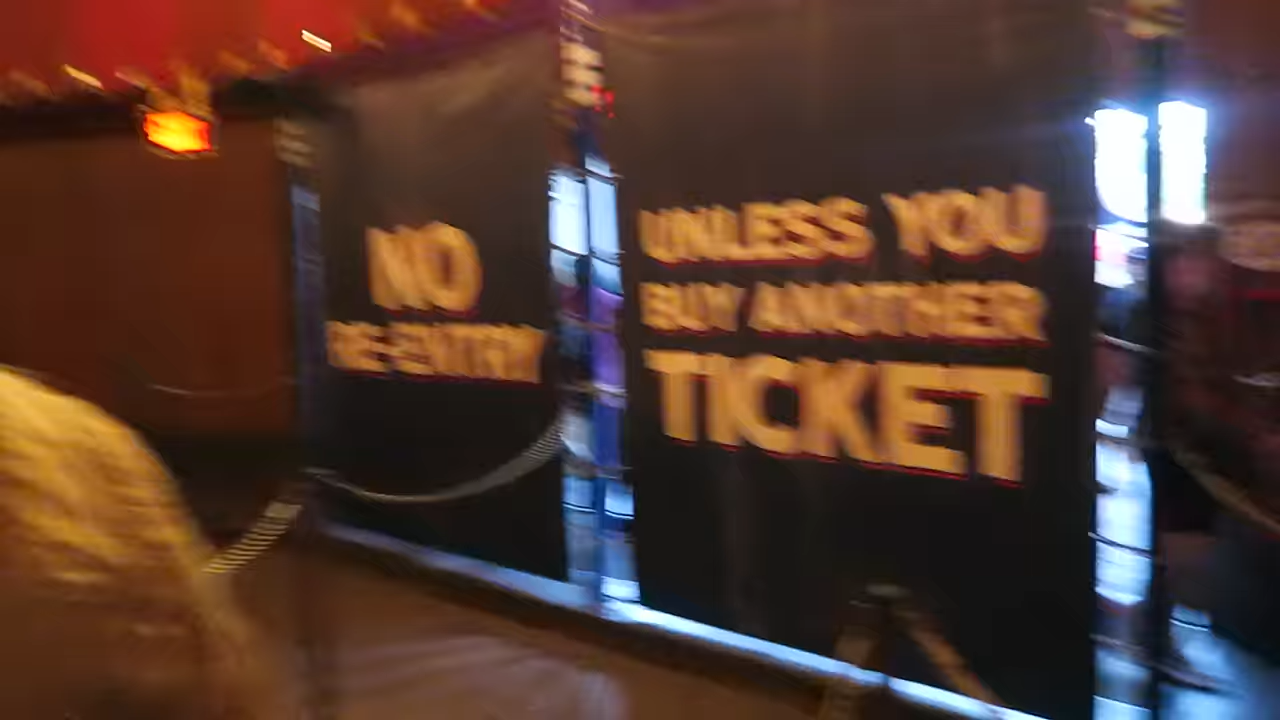 NO
RE-ENTRY
UNLESS YOU
BUY ANOTHER
TICKET